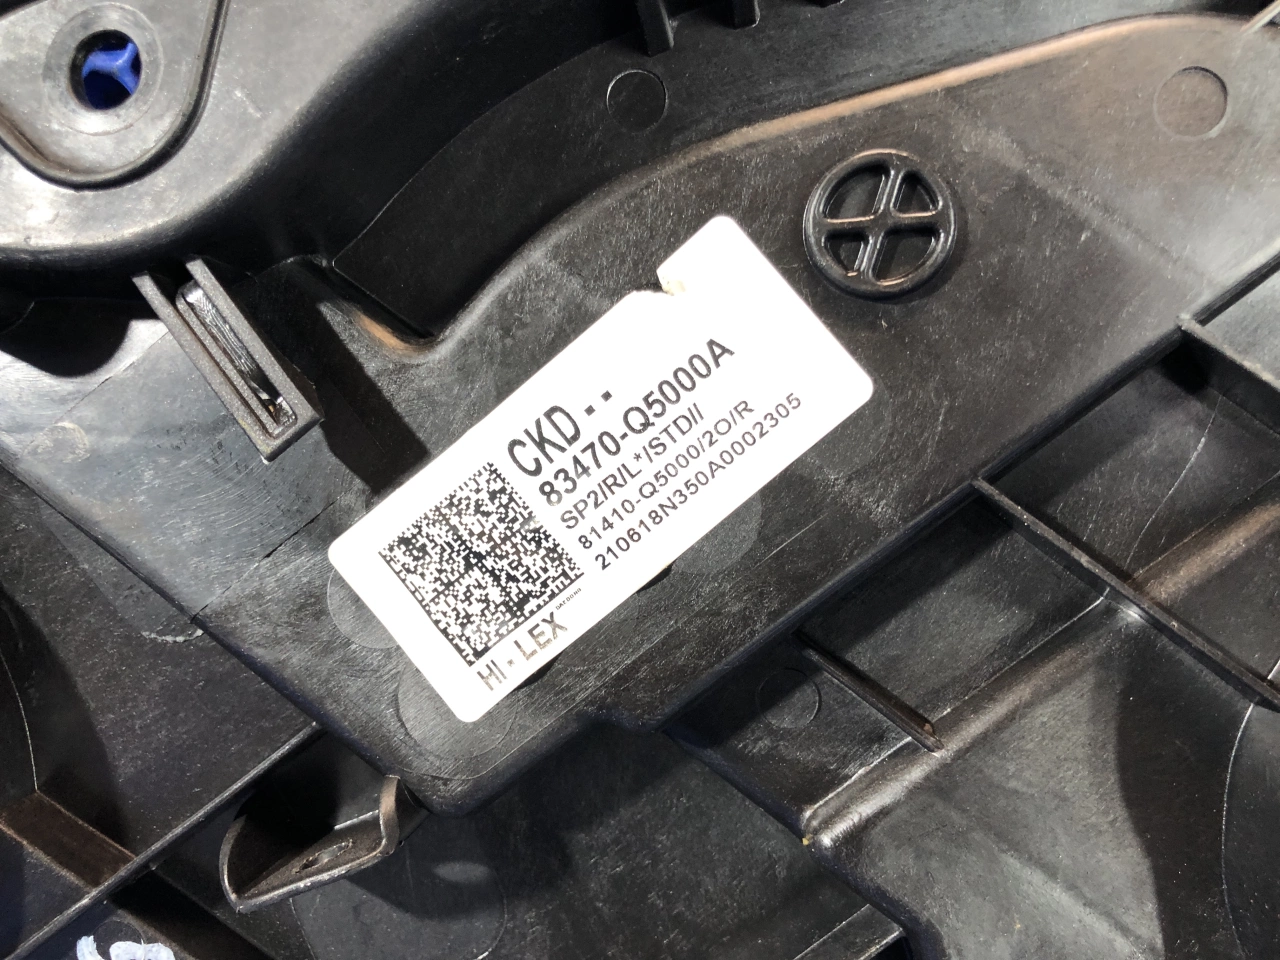 CKD - -
83470-Q5000A
SP2/R/L*/STD//
81410-Q5000/2O/R
210618N350A0002305
HI - LEX